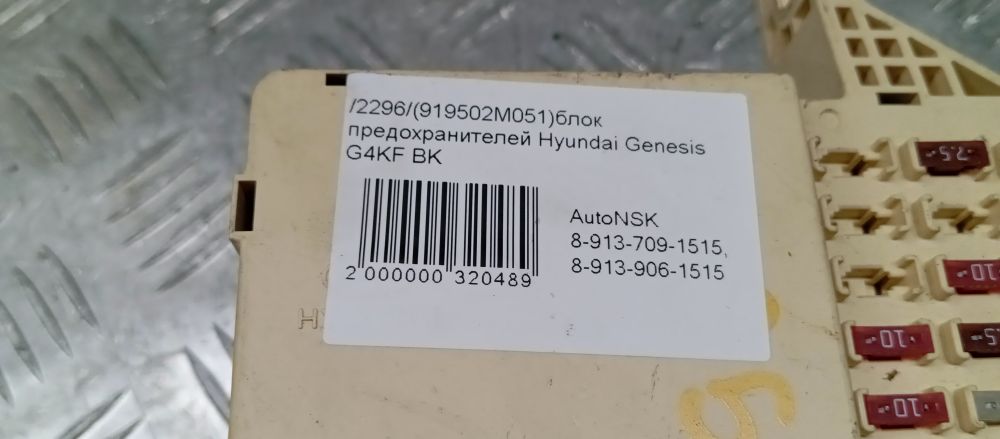 /2296/(919502M051)блок
предохранителей Hyundai Genesis
G4KF BK
AutoNSK
8-913-709-1515,
8-913-906-1515
2 000000 320489
7.5
10
10
10